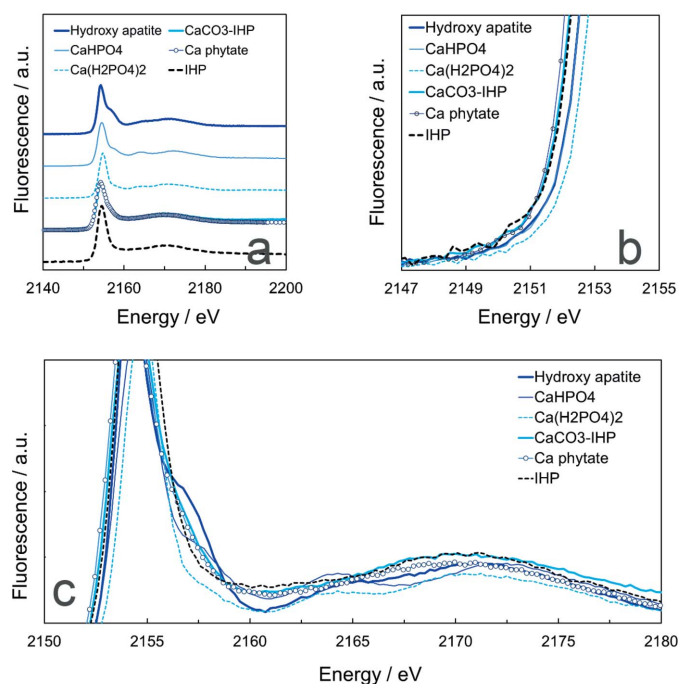 Hydroxy apatite
CaHPO4
Ca(H2PO4)2
CaCO3-IHP
Ca phytate
IHP
Fluorescence / a.u.
a
2140 2160 2180 2200
Energy / eV
Hydroxy apatite
CaHPO4
Ca(H2PO4)2
CaCO3-IHP
Ca phytate
IHP
Fluorescence / a.u.
b
2147 2149 2151 2153 2155
Energy / eV
Hydroxy apatite
CaHPO4
Ca(H2PO4)2
CaCO3-IHP
Ca phytate
IHP
Fluorescence / a.u.
c
2150 2155 2160 2165 2170 2175 2180
Energy / eV